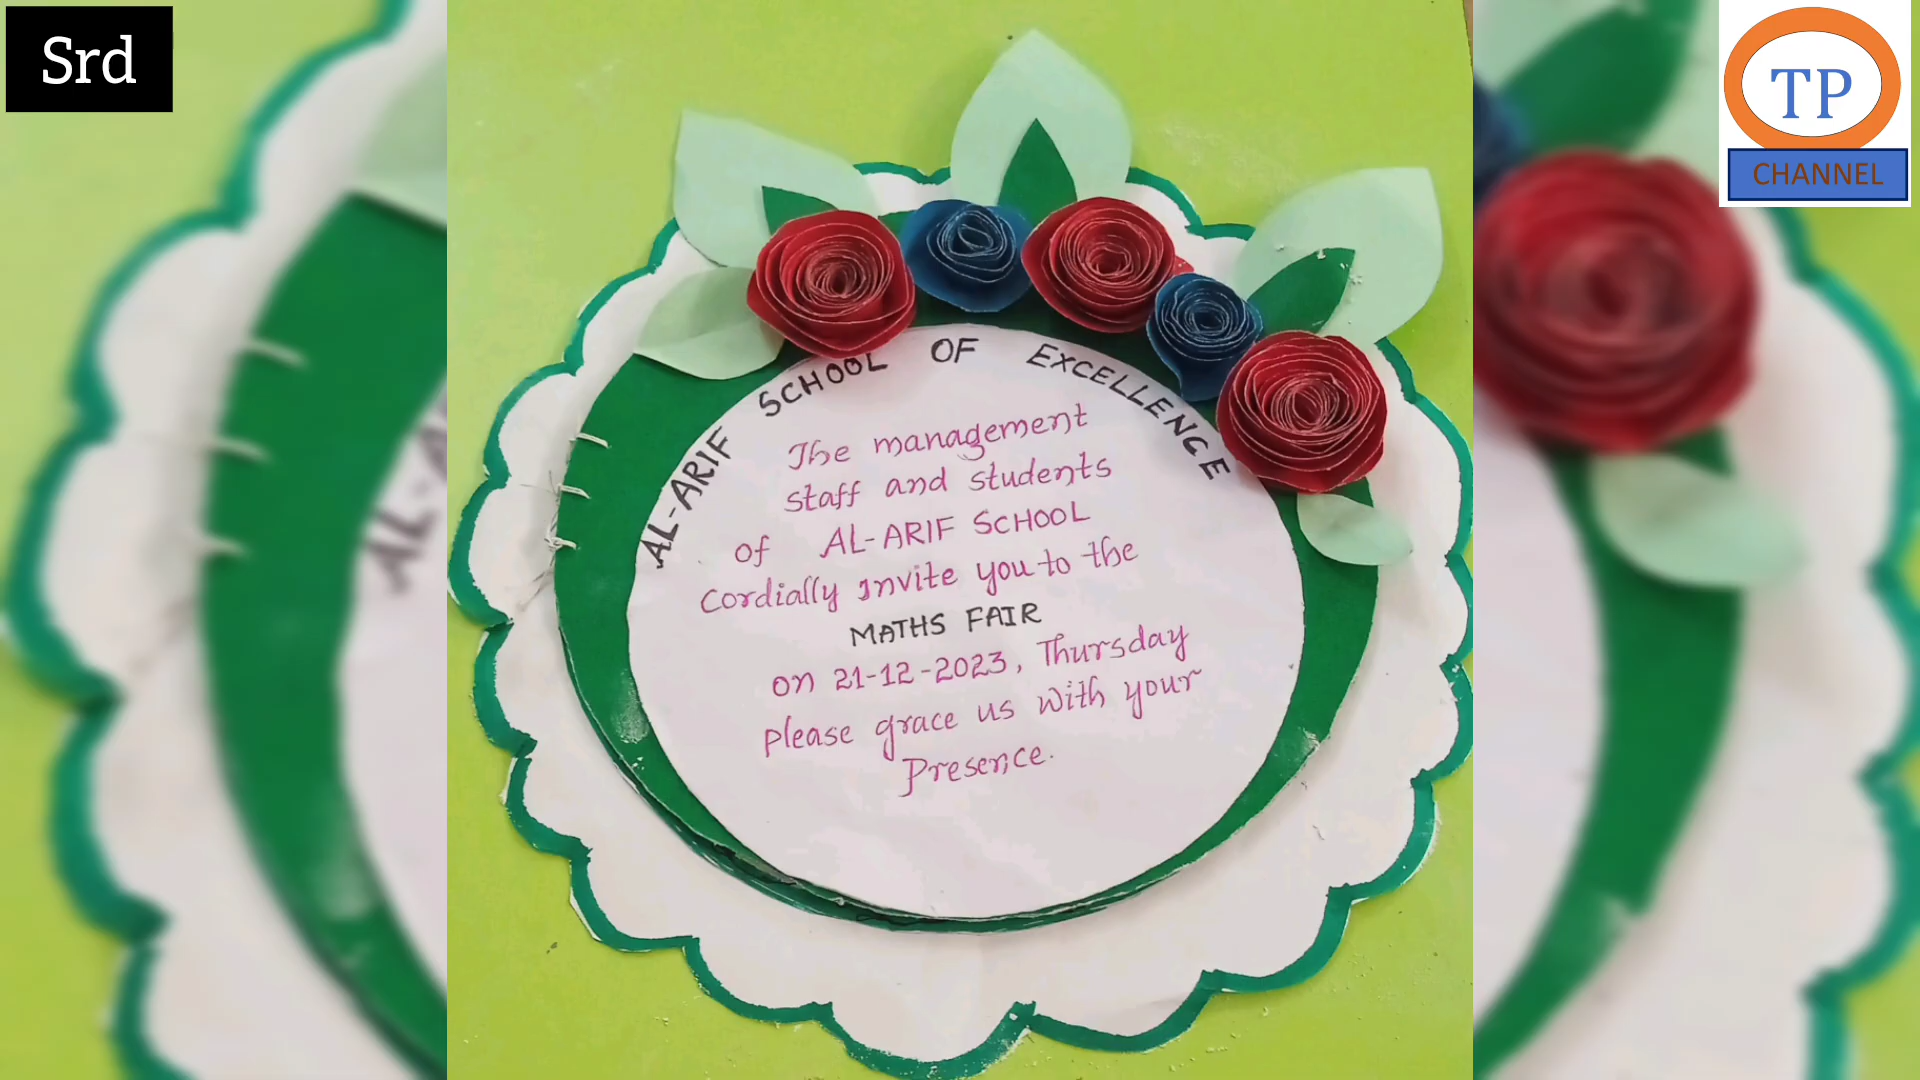 Srd
TP
CHANNEL
AL-ARIF SCHOOL OF EXCELLENCE
The management
staff and students
of AL-ARIF SCHOOL
Cordially invite you to the
MATHS FAIR
on 21-12-2023, Thursday
please grace us with your
Presence.
AL-A